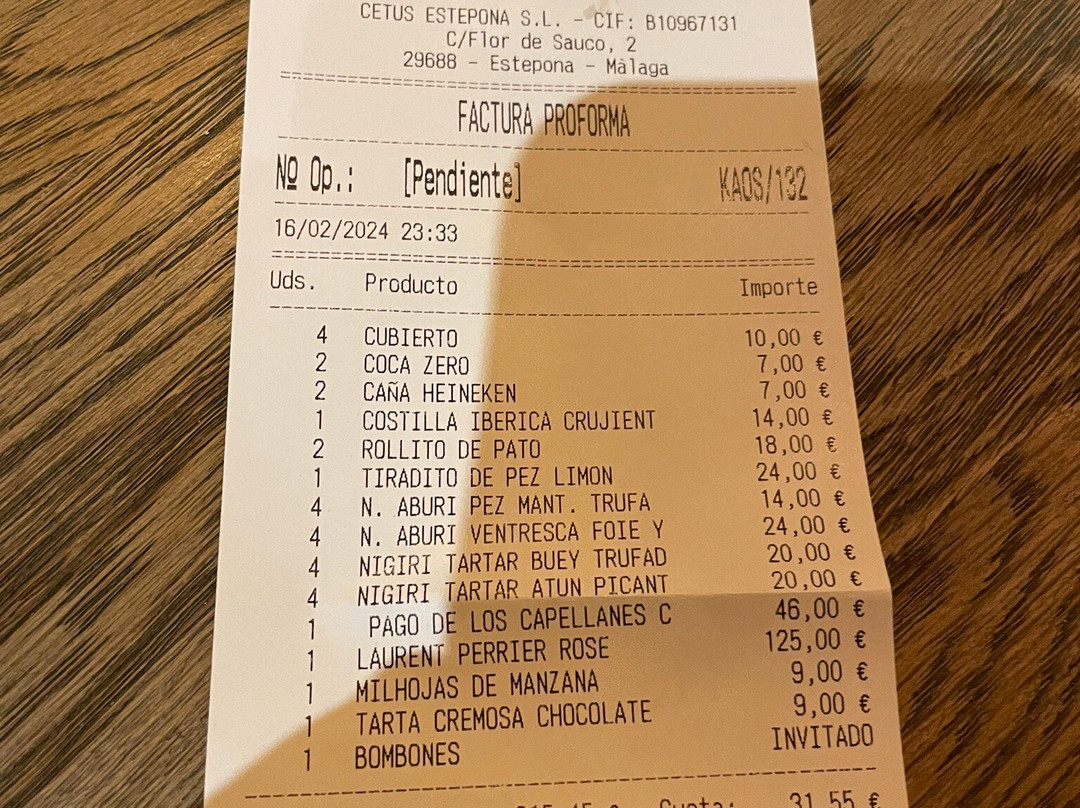 CETUS ESTEPONA S.L. - CIF: B10967131
C/Flor de Sauco, 2
29688 - Estepona - Màlaga
FACTURA PROFORMA
Nº Op.: [Pendiente] KAOS/132
16/02/2024 23:33
Uds. Producto Importe
4 CUBIERTO 10,00 €
2 COCA ZERO 7,00 €
2 CAÑA HEINEKEN 7,00 €
1 COSTILLA IBERICA CRUJIENT 14,00 €
2 ROLLITO DE PATO 18,00 €
1 TIRADITO DE PEZ LIMON 24,00 €
4 N. ABURI PEZ MANT. TRUFA 14,00 €
4 N. ABURI VENTRESCA FOIE Y 24,00 €
4 NIGIRI TARTAR BUEY TRUFAD 20,00 €
4 NIGIRI TARTAR ATUN PICANT 20,00 €
1 PAGO DE LOS CAPELLANES C 46,00 €
1 LAURENT PERRIER ROSE 125,00 €
1 MILHOJAS DE MANZANA 9,00 €
1 TARTA CREMOSA CHOCOLATE 9,00 €
1 BOMBONES INVITADO
Cuota: 31,55 €